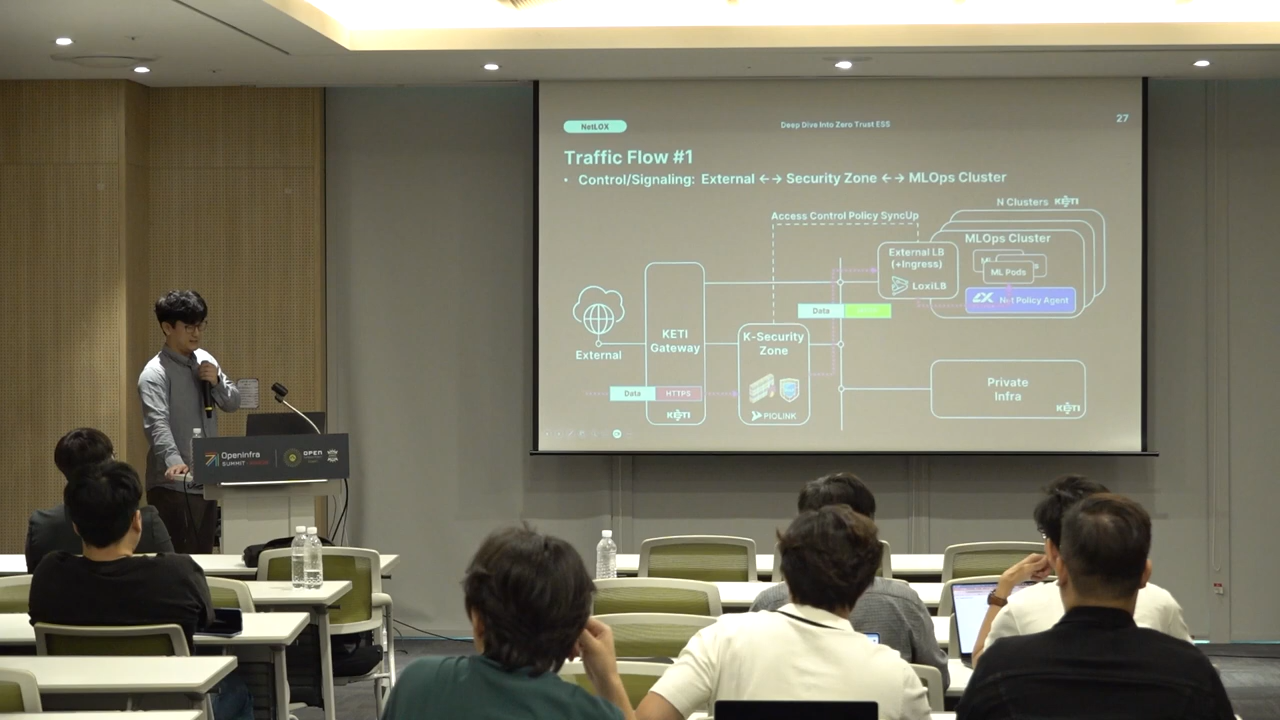 NetLOX
Deep Dive Into Zero Trust ESS
27
Traffic Flow #1
• Control/Signaling: External ←→ Security Zone ←→ MLOps Cluster
N Clusters KETI
Access Control Policy SyncUp
MLOps Cluster
External LB
(+Ingress)
LoxiLB
ML Pods
Net Policy Agent
Data
External
KETI
Gateway
K-Security
Zone
Data HTTPS
KETI
PIOLINK
Private
Infra
KETI
OpenInfra
SUMMIT
OPEN